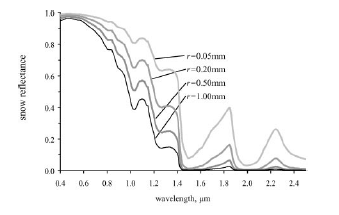 snow reflectance
1.0
0.8
0.6
0.4
0.2
0.0
r=0.05mm
r=0.20mm
r=0.50mm
r=1.00mm
0.4 0.6 0.8 1.0 1.2 1.4 1.6 1.8 2.0 2.2 2.4
wavelength, μm